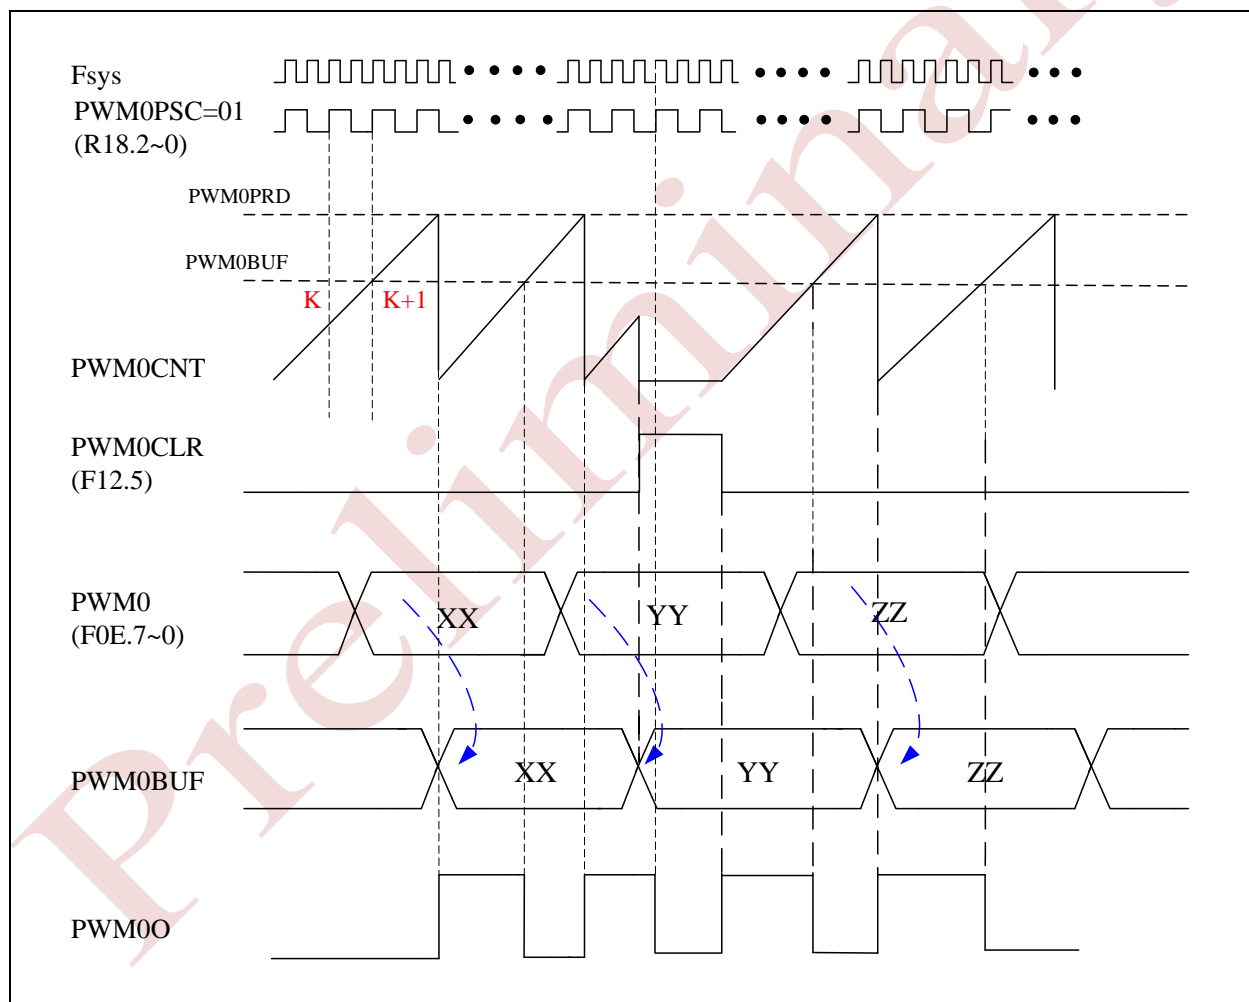 Fsys
PWM0PSC=01
(R18.2~0)
PWM0PRD
PWM0BUF
K K+1
PWM0CNT
PWM0CLR
(F12.5)
PWM0
(F0E.7~0)
XX YY ZZ
PWM0BUF
XX YY ZZ
PWM0O
Preliminary